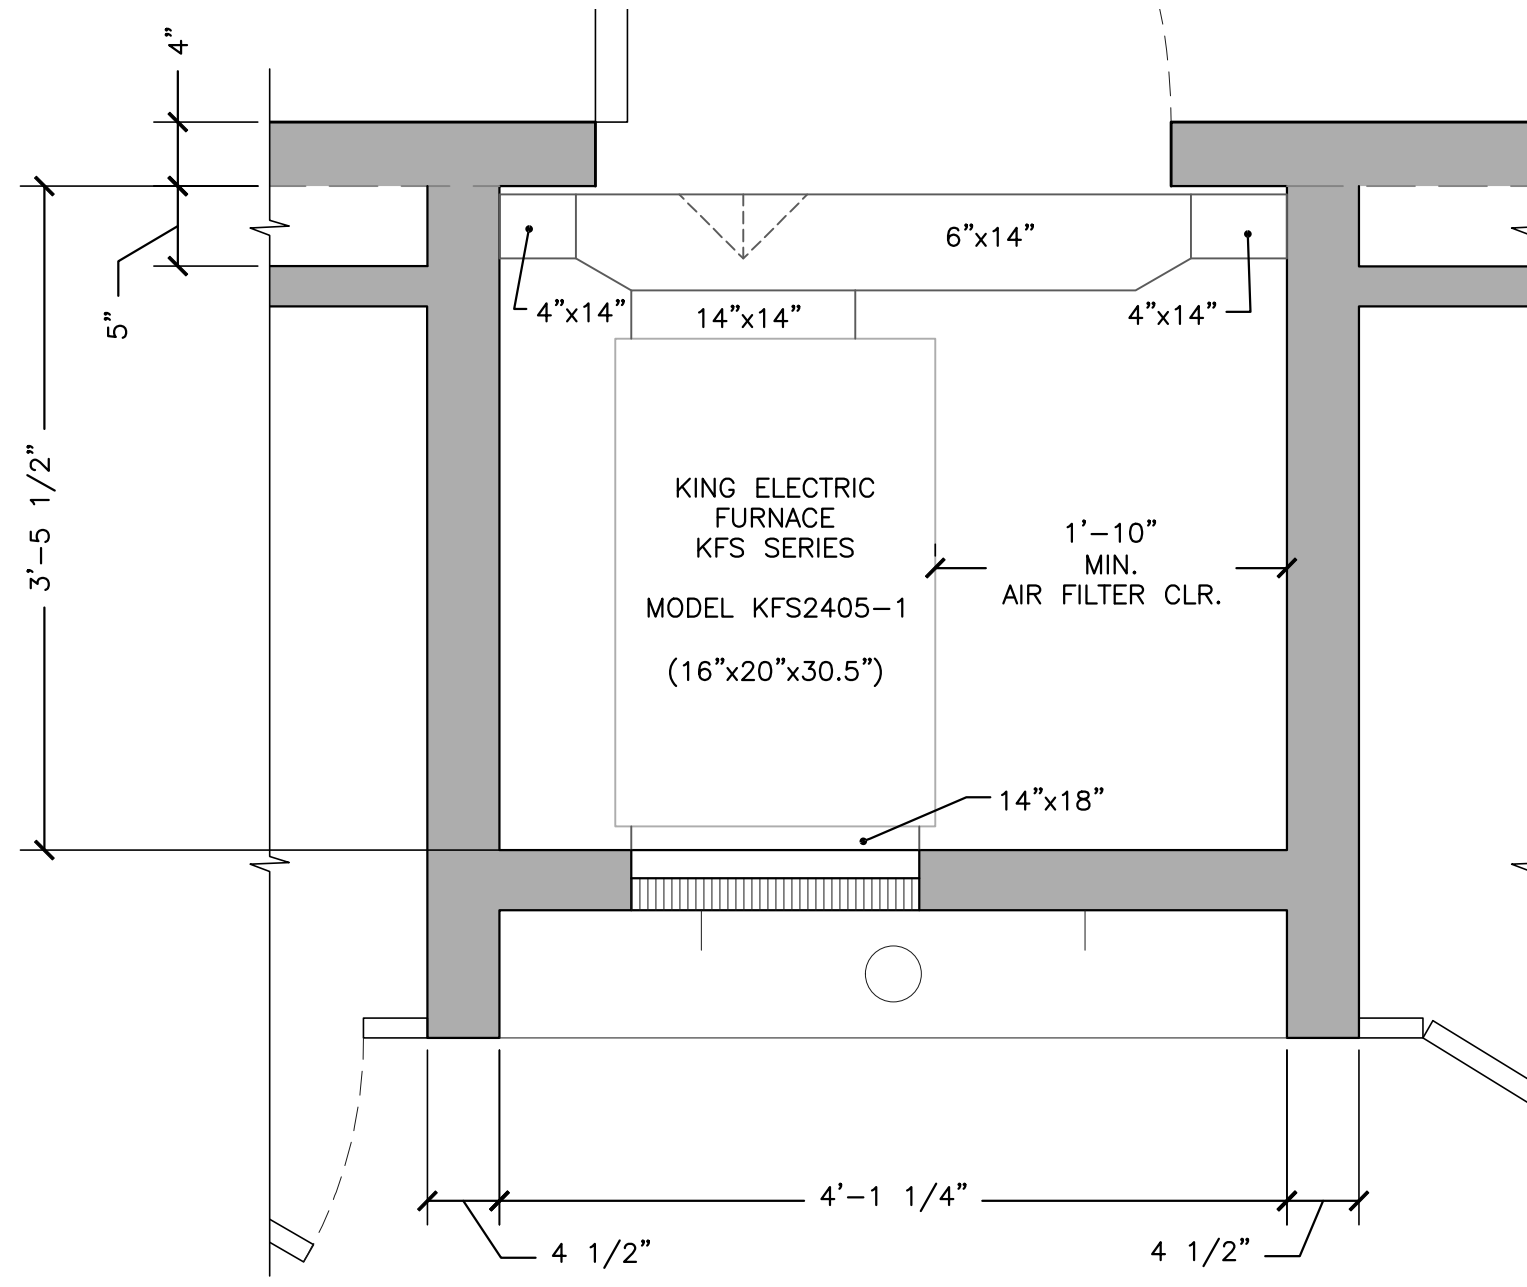 4”
6”x14”
4”x14”
14”x14”
4”x14”
5”
3’-5 1/2”
KING ELECTRIC
FURNACE
KFS SERIES
MODEL KFS2405-1
(16”x20”x30.5”)
1’-10”
MIN.
AIR FILTER CLR.
14”x18”
4’-1 1/4”
4 1/2”
4 1/2”